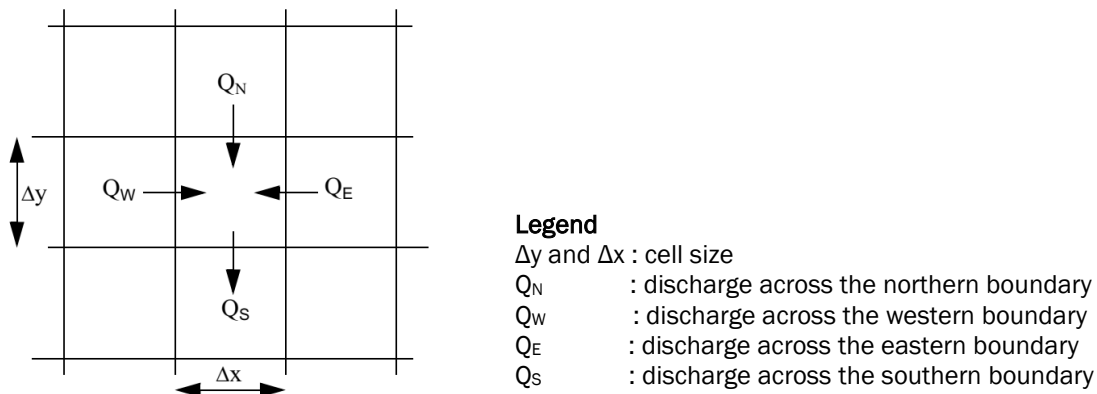 Q_N
Δy
Q_W
Q_E
Q_S
Δx
Legend
Δy and Δx : cell size
Q_N : discharge across the northern boundary
Q_W : discharge across the western boundary
Q_E : discharge across the eastern boundary
Q_S : discharge across the southern boundary